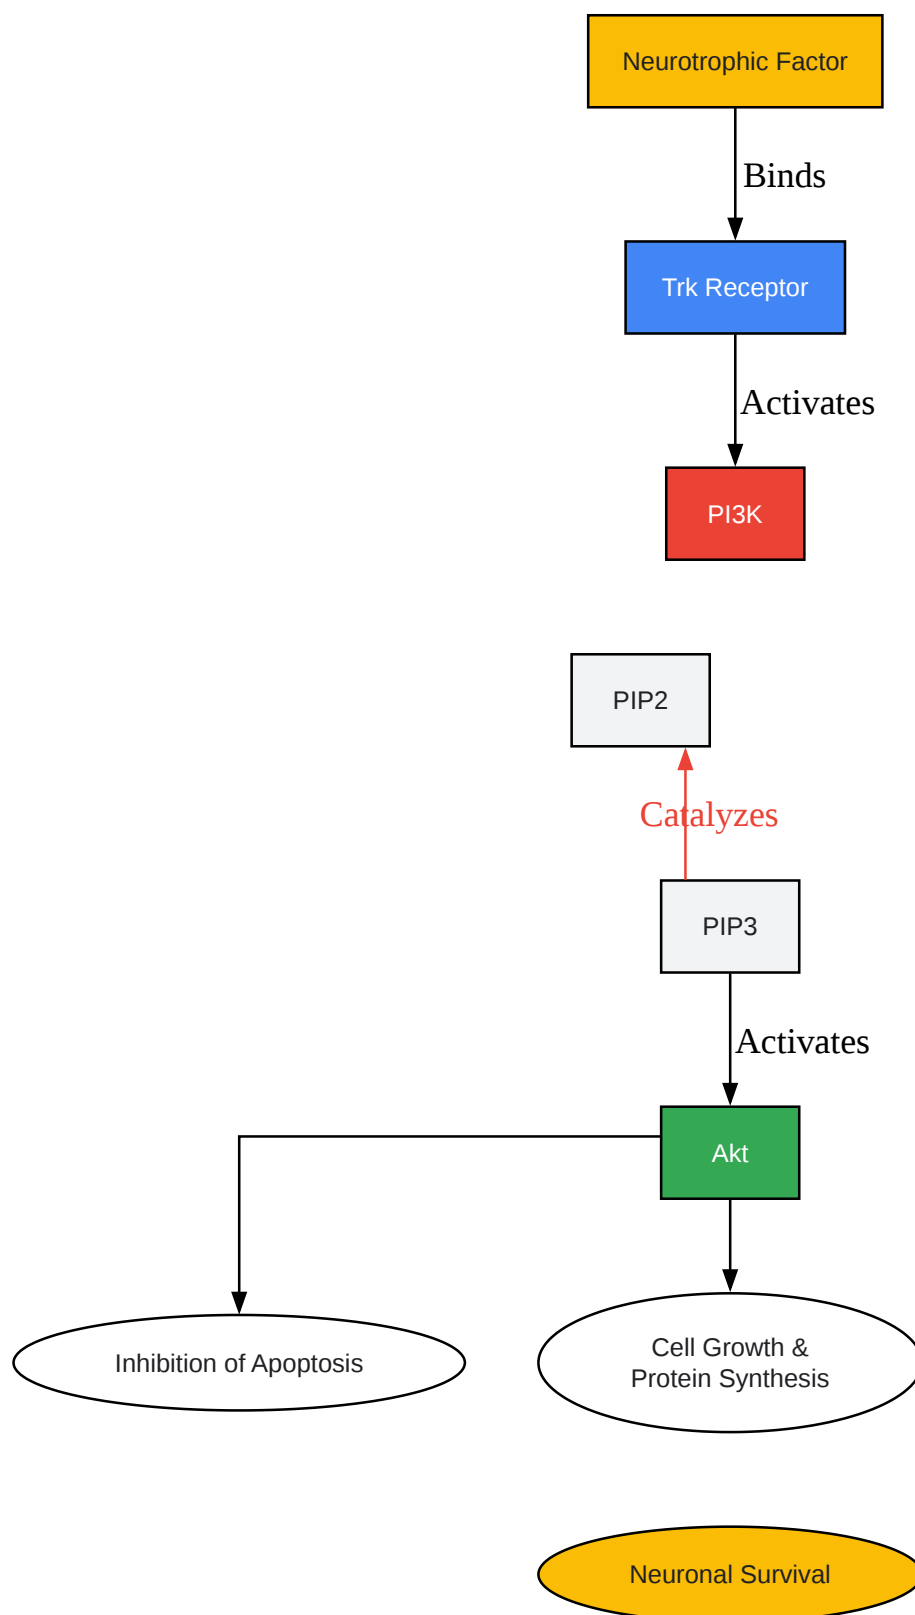 Neurotrophic Factor
Binds
Trk Receptor
Activates
PI3K
PIP2
Catalyzes
PIP3
Activates
Akt
Inhibition of Apoptosis
Cell Growth &
Protein Synthesis
Neuronal Survival